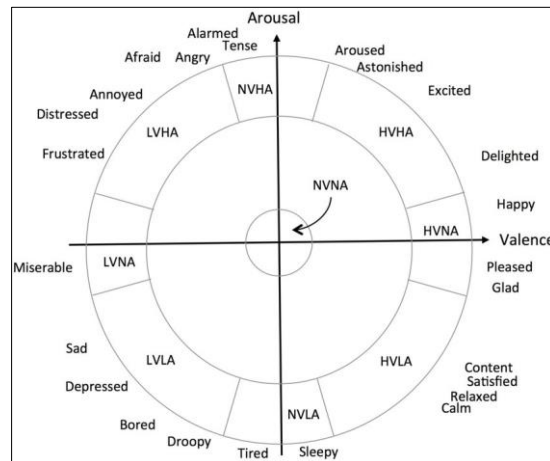 Arousal
Alarmed
Tense
Afraid Angry
Aroused
Astonished
NVHA
Annoyed
Excited
Distressed
LVHA
HVHA
Frustrated
Delighted
NVNA
Happy
HVNA
Valence
Miserable
LVNA
Pleased
Glad
Sad
LVLA
HVLA
Depressed
Content
Satisfied
Relaxed
Calm
NVLA
Bored
Droopy
Tired
Sleepy